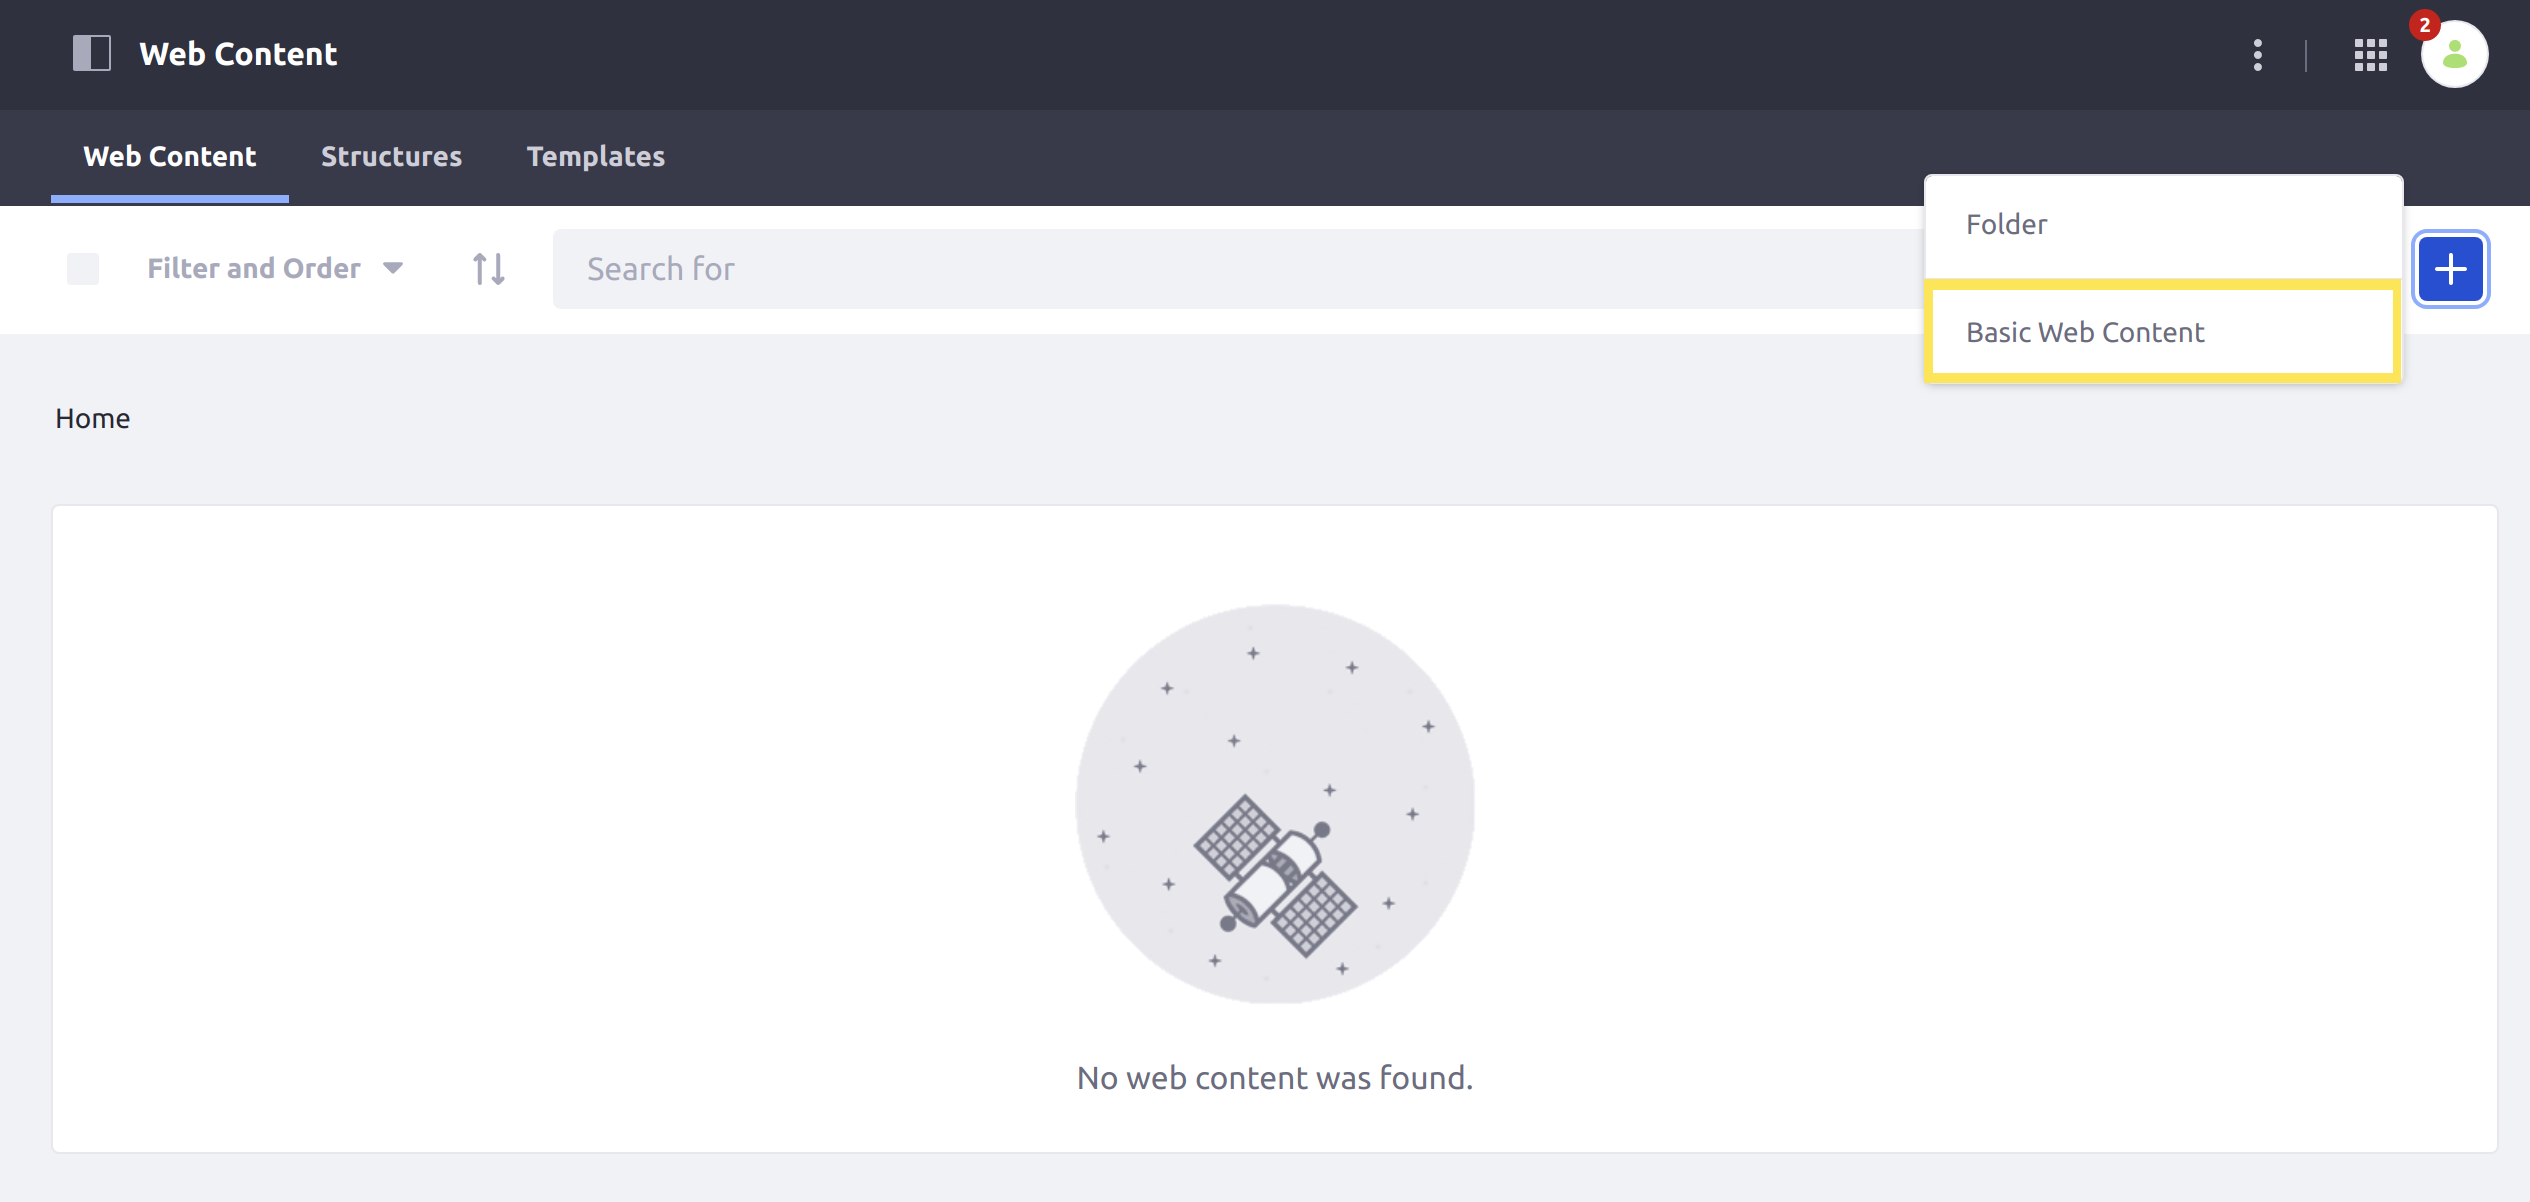 Web Content
2
Web Content
Structures
Templates
Folder
Filter and Order
Search for
Basic Web Content
Home
No web content was found.